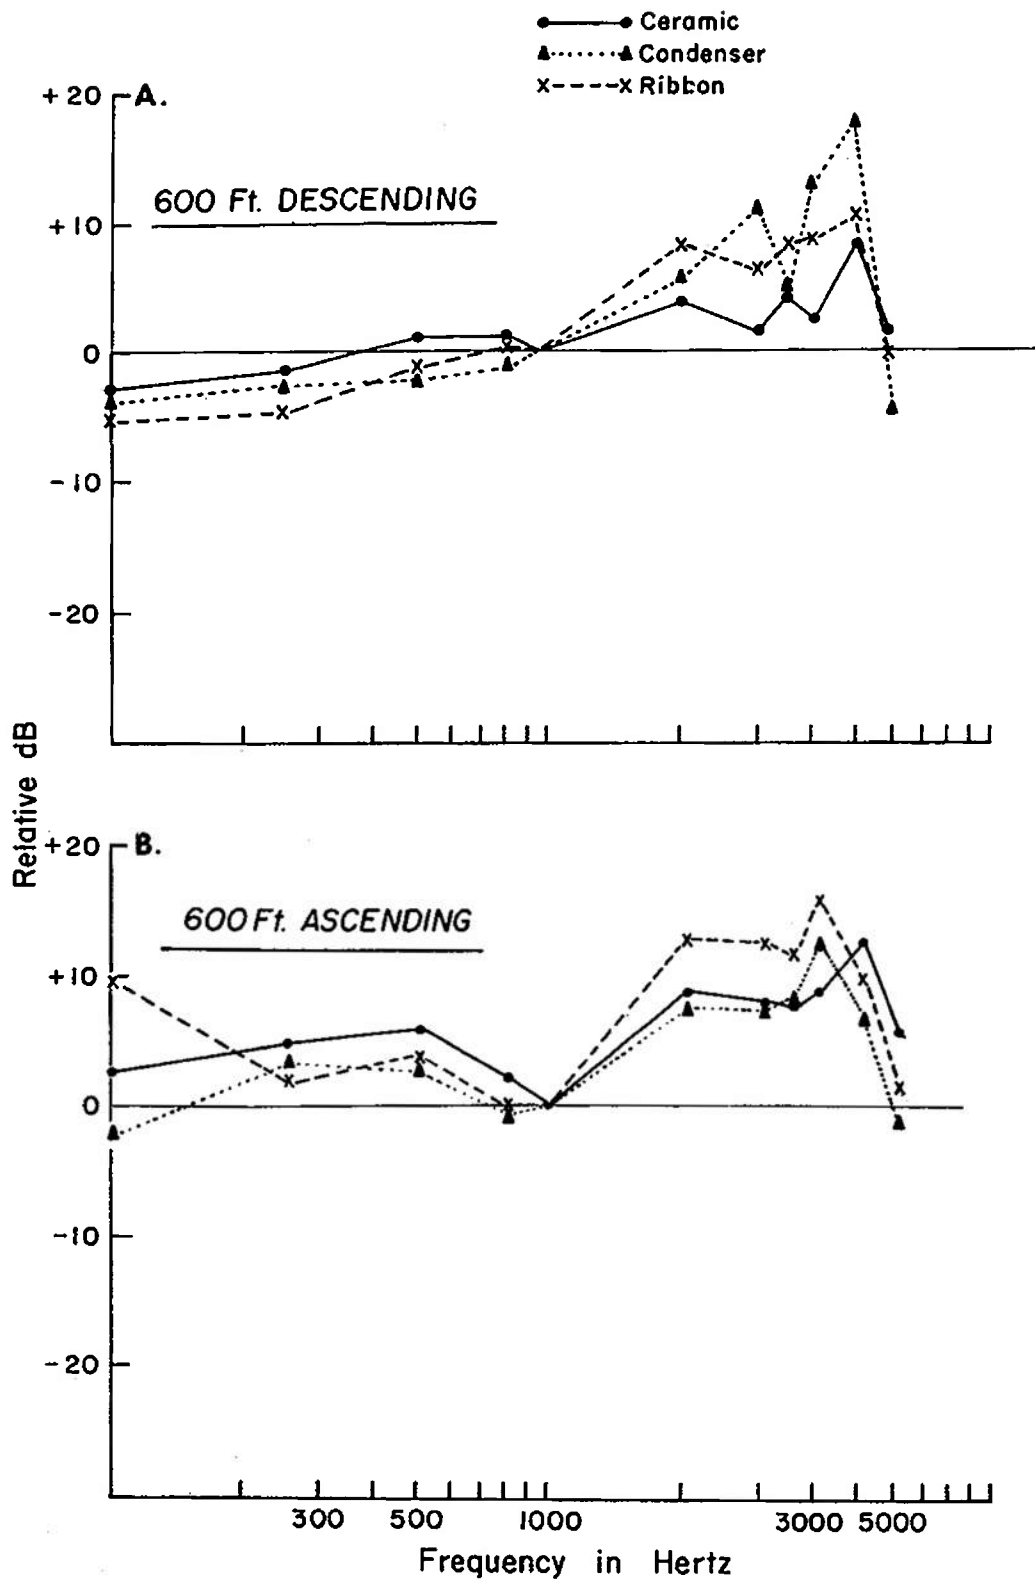 Ceramic
Condenser
Ribbon
+20 A.
600 Ft. DESCENDING
+10
0
-10
-20
Relative dB
+20 B.
600 Ft. ASCENDING
+10
0
-10
-20
300 500 1000 3000 5000
Frequency in Hertz